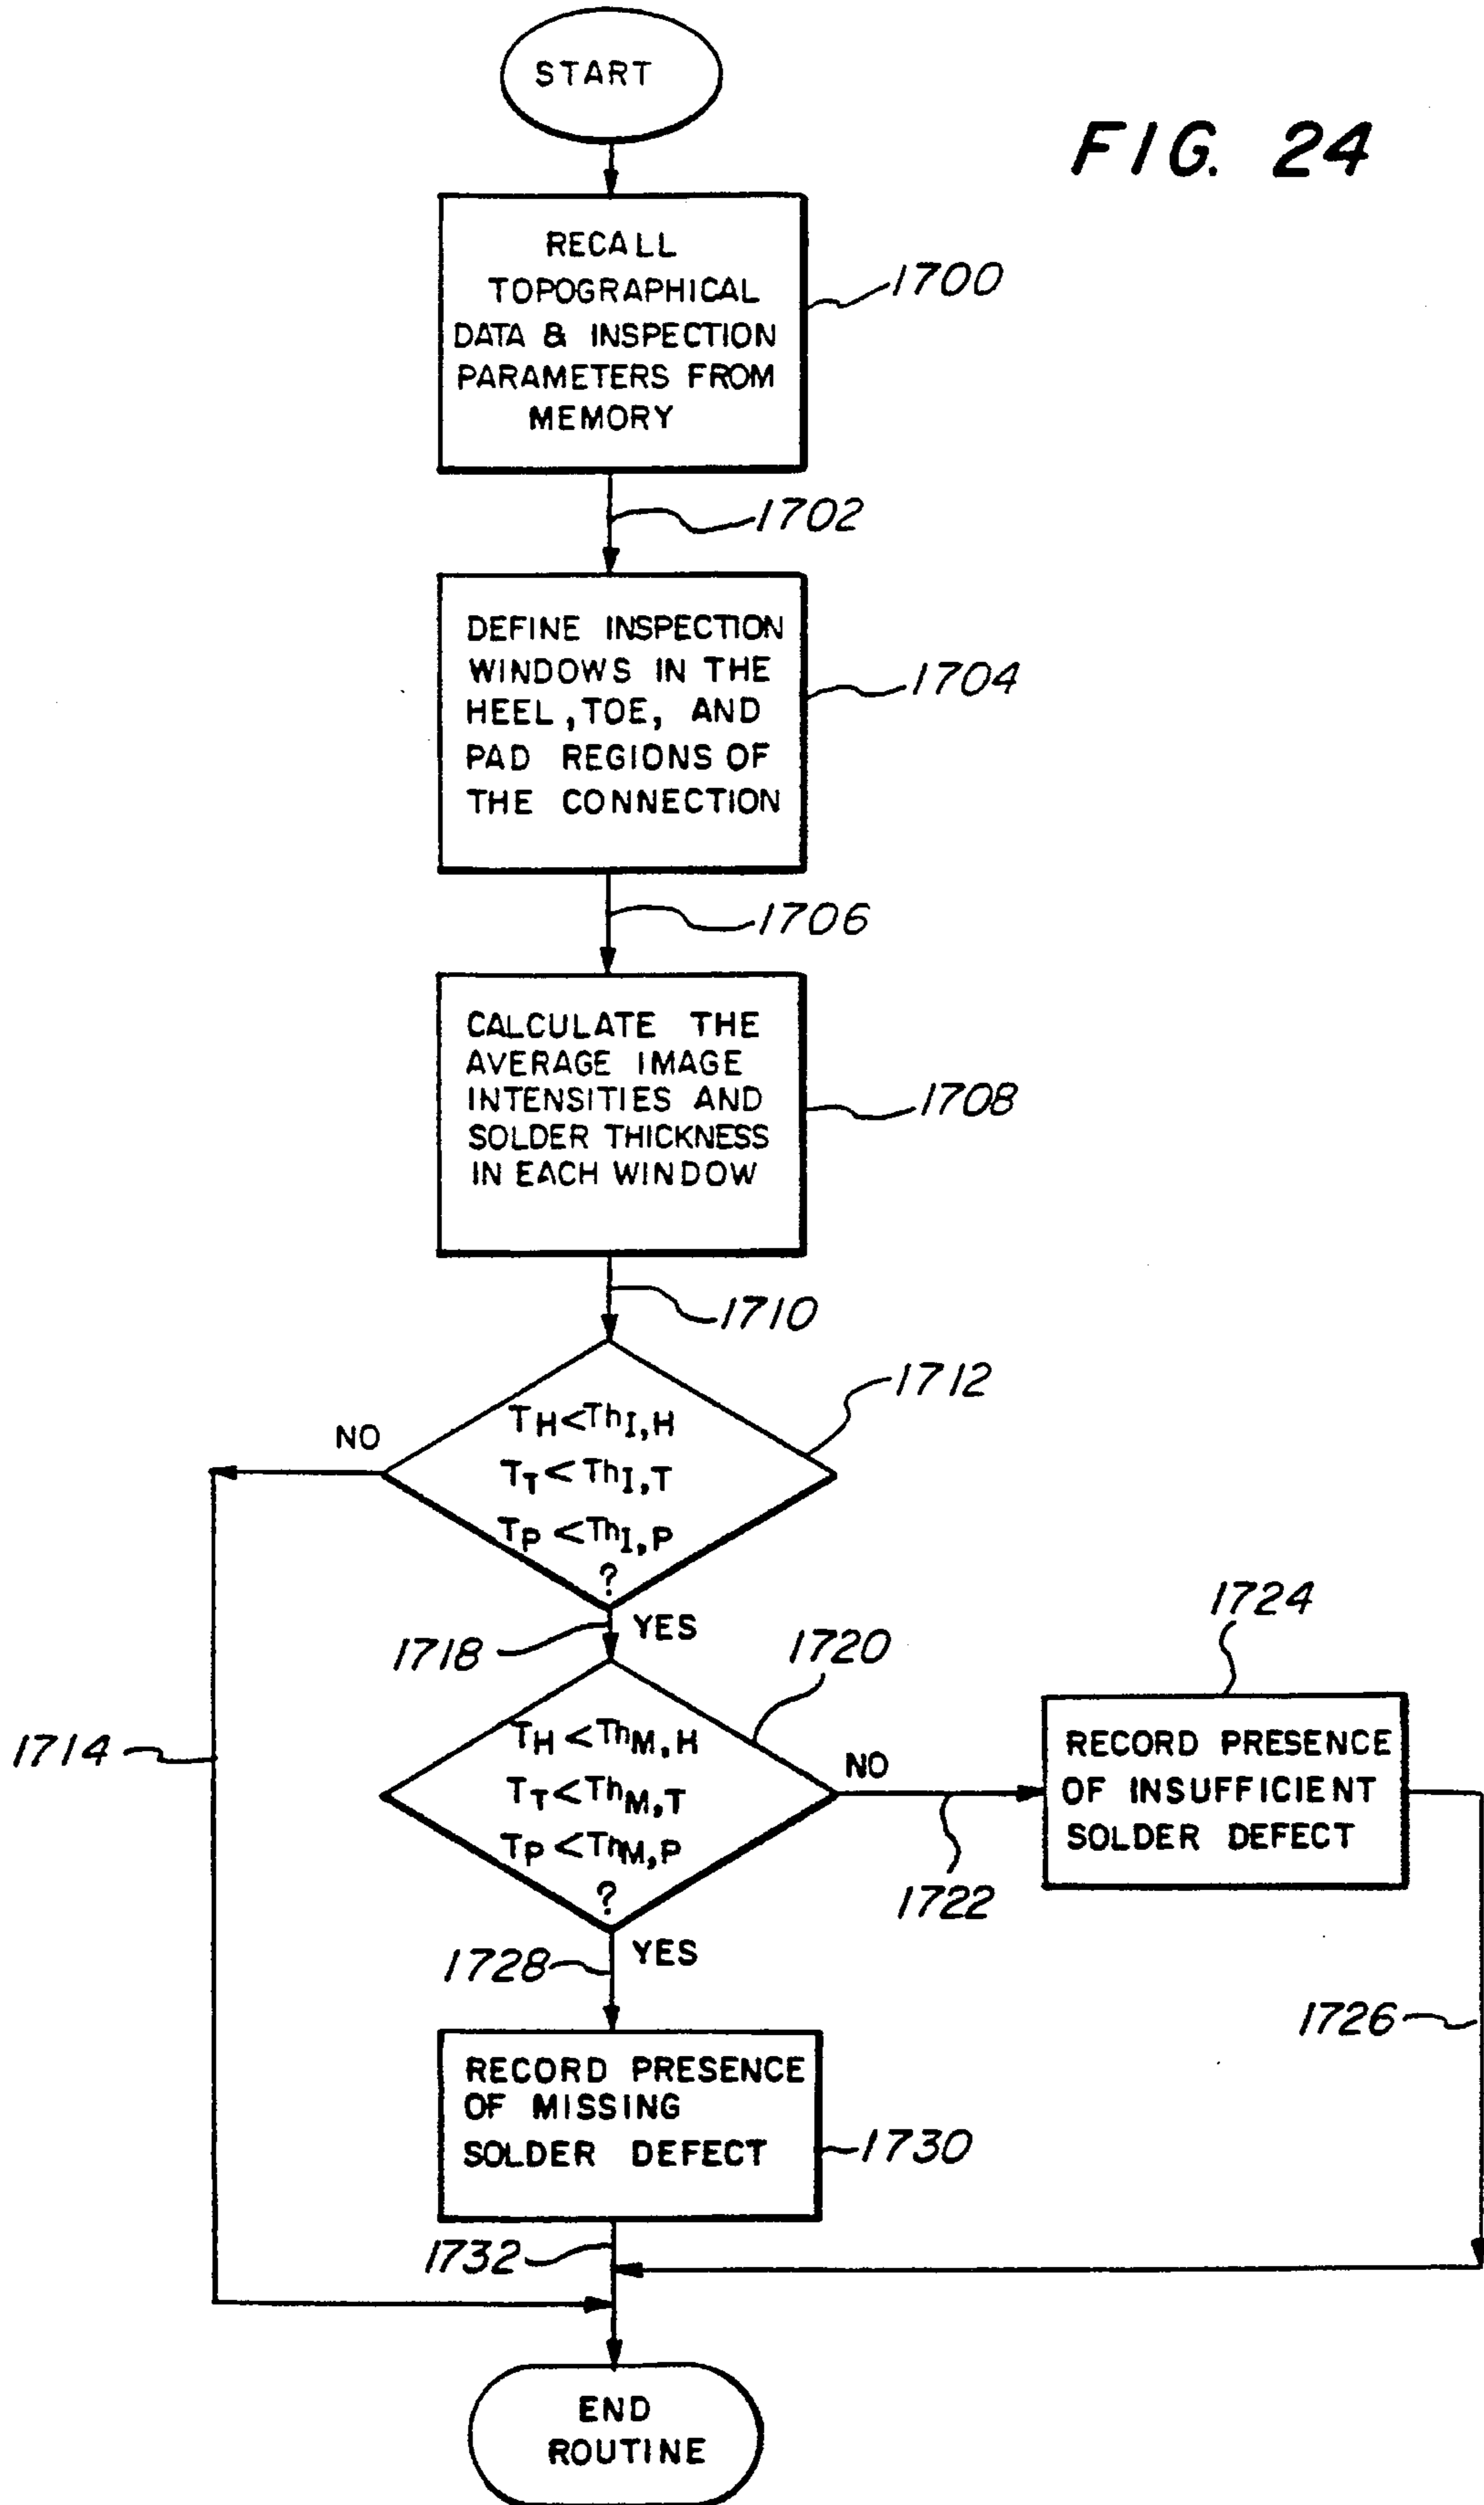 START
FIG. 24
RECALL
TOPOGRAPHICAL
DATA & INSPECTION
PARAMETERS FROM
MEMORY
1700
1702
DEFINE INSPECTION
WINDOWS IN THE
HEEL, TOE, AND
PAD REGIONS OF
THE CONNECTION
1704
1706
CALCULATE THE
AVERAGE IMAGE
INTENSITIES AND
SOLDER THICKNESS
IN EACH WINDOW
1708
1710
1712
NO
TH<ThI,H
TT<ThI,T
TP<ThI,P
?
YES
1718
1720
1724
1714
TH<ThM,H
TT<ThM,T
TP<ThM,P
?
NO
1722
RECORD PRESENCE
OF INSUFFICIENT
SOLDER DEFECT
1728
YES
1726
RECORD PRESENCE
OF MISSING
SOLDER DEFECT
1730
1732
END
ROUTINE